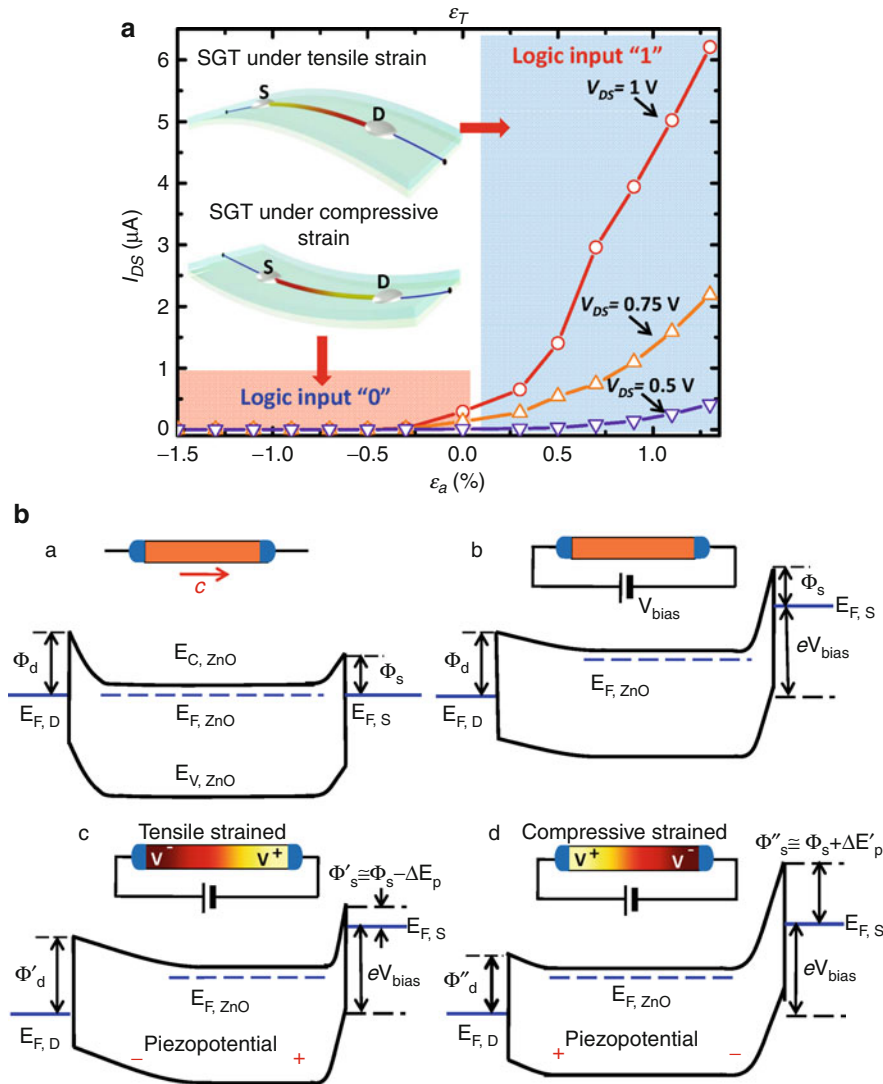 a
ε_T
SGT under tensile strain
S
D
Logic input "1"
V_DS= 1 V
SGT under compressive
strain
S
D
V_DS= 0.75 V
V_DS= 0.5 V
Logic input "0"
I_DS (μA)
6
5
4
3
2
1
0
−1.5 −1.0 −0.5 0.0 0.5 1.0
ε_a (%)
b
a
c
Φ_d
E_C, ZnO
Φ_s
E_F, D
E_F, ZnO
E_F, S
E_V, ZnO
b
V_bias
Φ_s
E_F, S
Φ_d
eV_bias
E_F, ZnO
E_F, D
c
Tensile strained
V⁻ V⁺
Φ'_s≅Φ_s−ΔE_p
E_F, S
Φ'_d
eV_bias
E_F, ZnO
E_F, D
Piezopotential
− +
d
Compressive strained
Φ''_s≅ Φ_s+ΔE'_p
V⁺ V⁻
E_F, S
Φ''_d
eV_bias
E_F, ZnO
E_F, D
Piezopotential
+ −